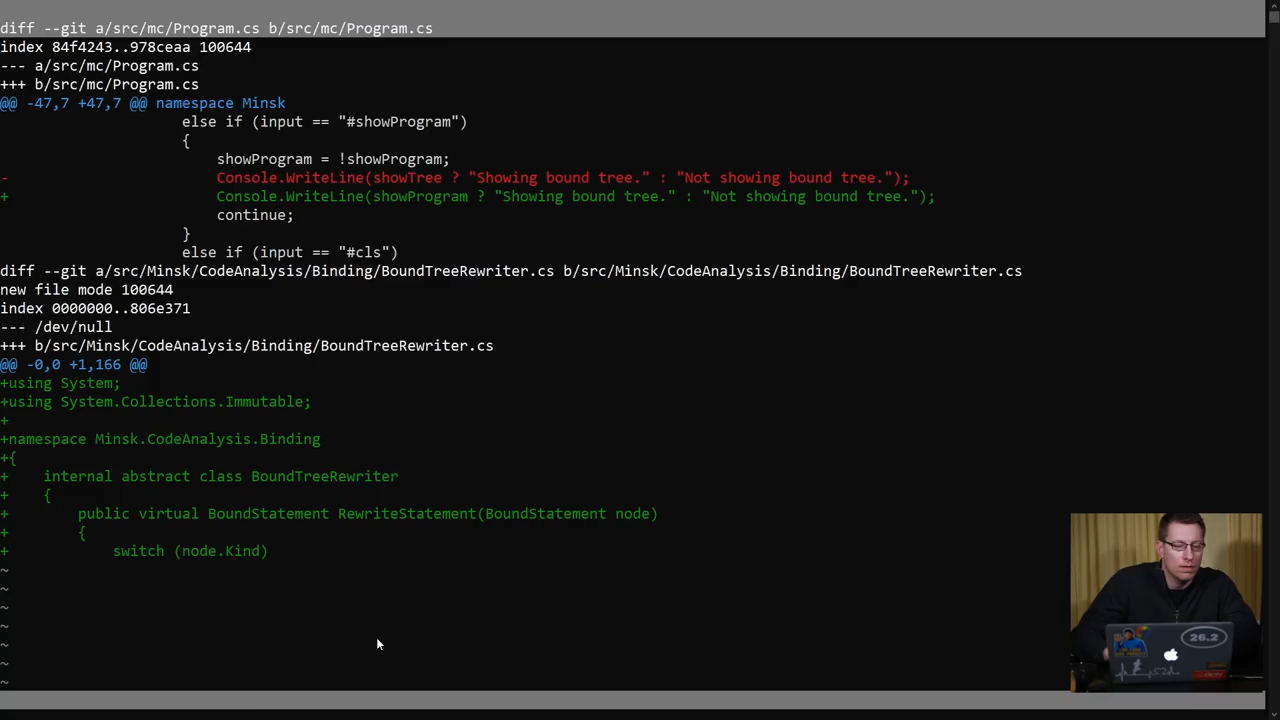 diff --git a/src/mc/Program.cs b/src/mc/Program.cs
index 84f4243..978ceaa 100644
--- a/src/mc/Program.cs
+++ b/src/mc/Program.cs
@@ -47,7 +47,7 @@ namespace Minsk
                     else if (input == "#showProgram")
                     {
                         showProgram = !showProgram;
-                        Console.WriteLine(showTree ? "Showing bound tree." : "Not showing bound tree.");
+                        Console.WriteLine(showProgram ? "Showing bound tree." : "Not showing bound tree.");
                         continue;
                     }
                     else if (input == "#cls")
diff --git a/src/Minsk/CodeAnalysis/Binding/BoundTreeRewriter.cs b/src/Minsk/CodeAnalysis/Binding/BoundTreeRewriter.cs
new file mode 100644
index 0000000..806e371
--- /dev/null
+++ b/src/Minsk/CodeAnalysis/Binding/BoundTreeRewriter.cs
@@ -0,0 +1,166 @@
+using System;
+using System.Collections.Immutable;
+
+namespace Minsk.CodeAnalysis.Binding
+{
+    internal abstract class BoundTreeRewriter
+    {
+        public virtual BoundStatement RewriteStatement(BoundStatement node)
+        {
+            switch (node.Kind)
~
~
~
~
~
~
~
26.2